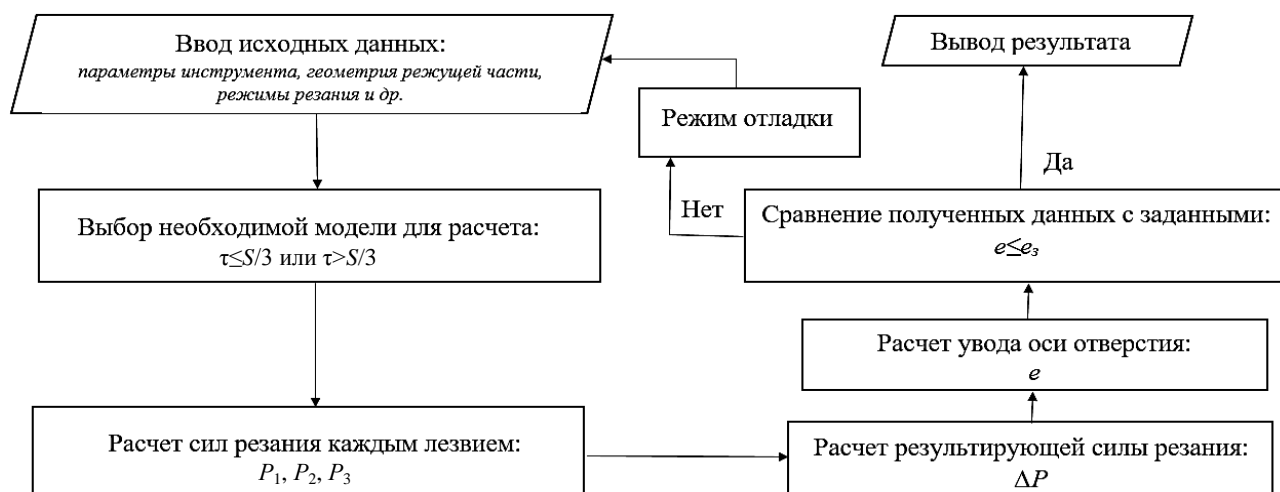 Ввод исходных данных:
параметры инструмента, геометрия режущей части,
режимы резания и др.
Выбор необходимой модели для расчета:
τ≤S/3 или τ>S/3
Расчет сил резания каждым лезвием:
P₁, P₂, P₃
Расчет результирующей силы резания:
ΔP
Расчет увода оси отверстия:
e
Сравнение полученных данных с заданными:
e≤eз
Нет
Режим отладки
Да
Вывод результата